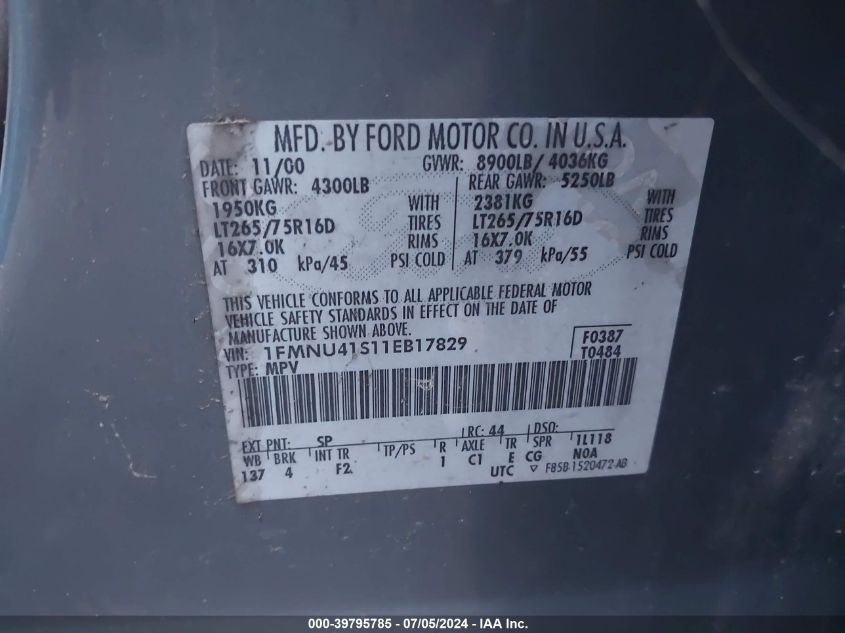 MFD. BY FORD MOTOR CO. IN U.S.A.
DATE: 11/00 GVWR: 8900LB/ 4036KG
FRONT GAWR: 4300LB REAR GAWR: 5250LB
1950KG WITH 2381KG WITH
LT265/75R16D TIRES LT265/75R16D TIRES
16X7.0K RIMS 16X7.0K RIMS
AT 310 kPa/45 PSI COLD AT 379 kPa/55 PSI COLD
THIS VEHICLE CONFORMS TO ALL APPLICABLE FEDERAL MOTOR
VEHICLE SAFETY STANDARDS IN EFFECT ON THE DATE OF
MANUFACTURE SHOWN ABOVE.
VIN: 1FMNU41S11EB17829 F0387
TYPE: MPV T0484
EXT PNT: SP RC: 44 DSO:
WB BRK INT TR TP/PS R AXLE TR SPR 1L118
137 4 F2 1 C1 E CG NOA
UTC ▽ F85B-1520472-AB
000-39795785 - 07/05/2024 - IAA Inc.